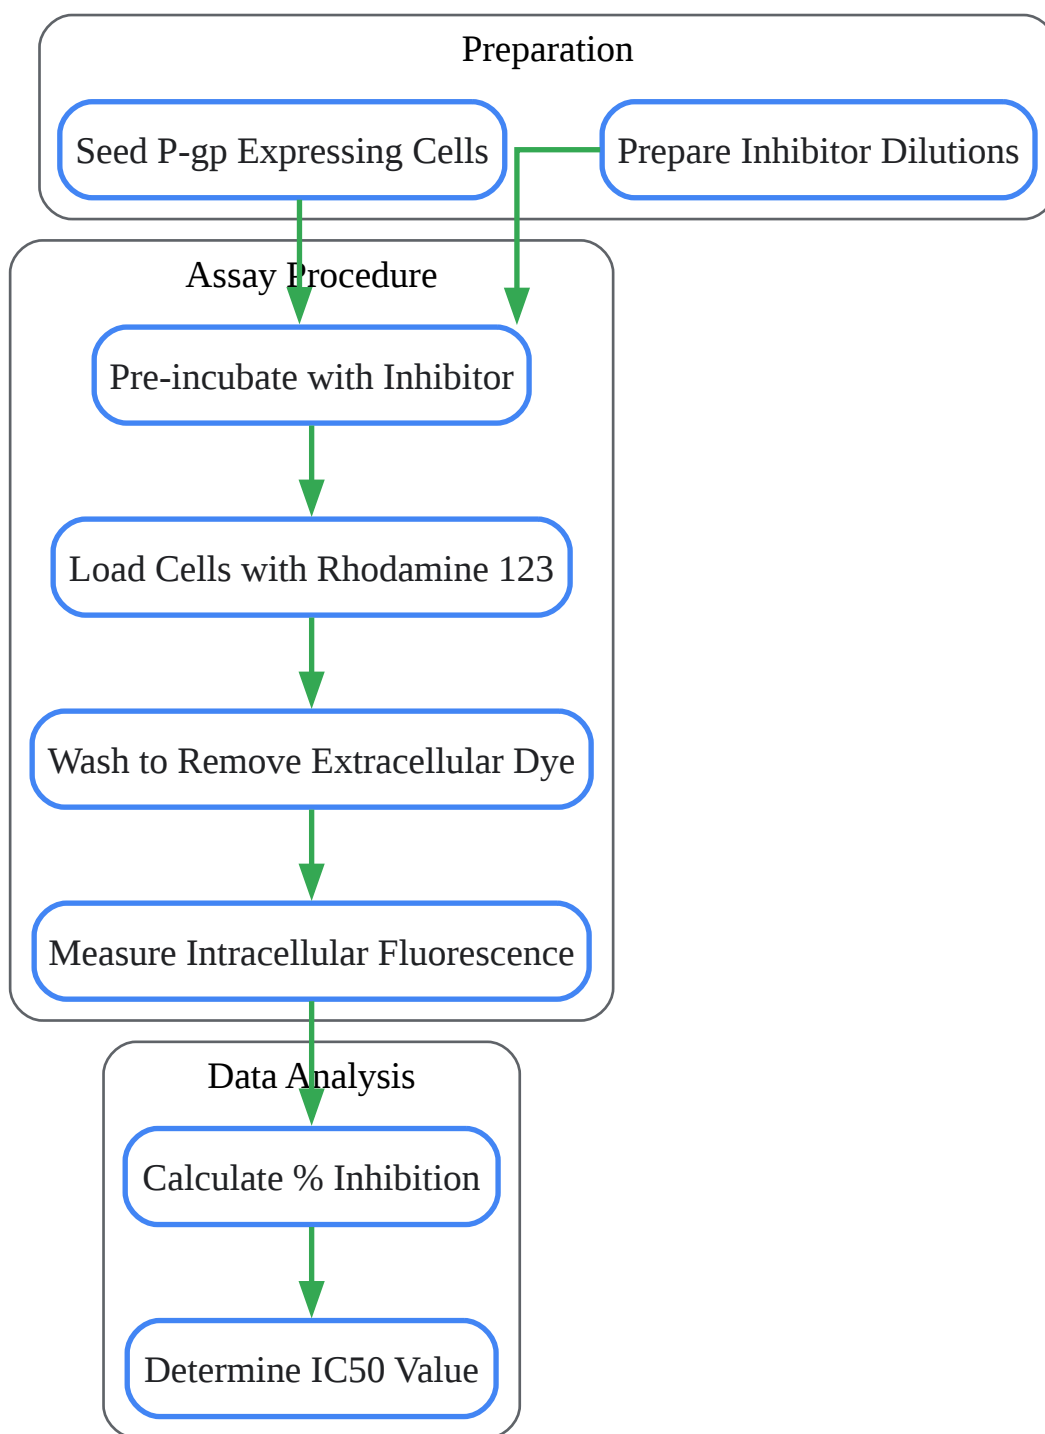 Preparation
Seed P-gp Expressing Cells
Prepare Inhibitor Dilutions
Assay Procedure
Pre-incubate with Inhibitor
Load Cells with Rhodamine 123
Wash to Remove Extracellular Dye
Measure Intracellular Fluorescence
Data Analysis
Calculate % Inhibition
Determine IC50 Value